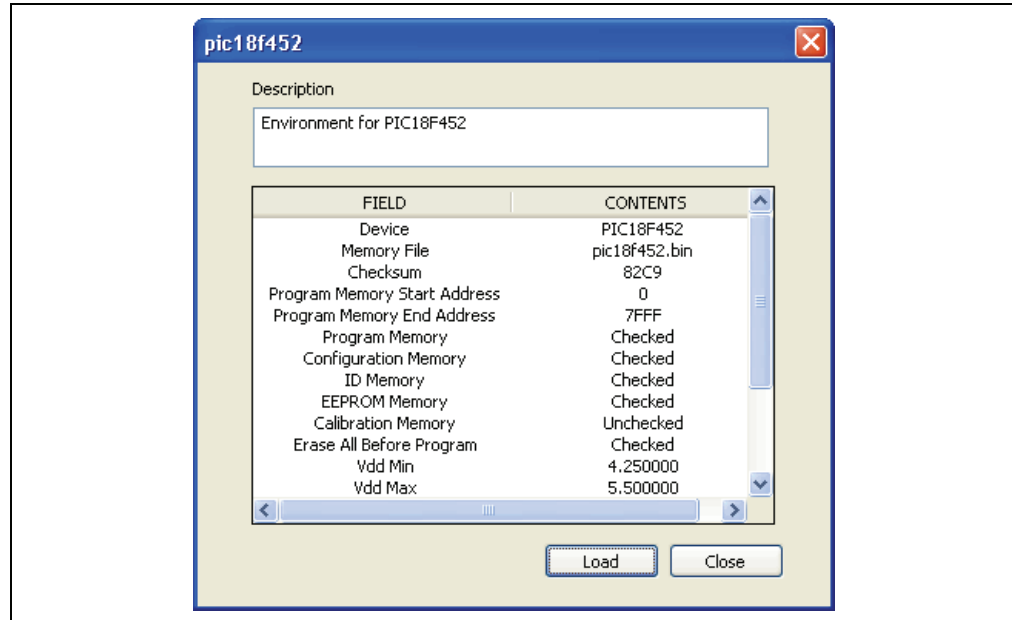 pic18f452
Description
Environment for PIC18F452
FIELD CONTENTS
Device PIC18F452
Memory File pic18f452.bin
Checksum 82C9
Program Memory Start Address 0
Program Memory End Address 7FFF
Program Memory Checked
Configuration Memory Checked
ID Memory Checked
EEPROM Memory Checked
Calibration Memory Unchecked
Erase All Before Program Checked
Vdd Min 4.250000
Vdd Max 5.500000
Load Close